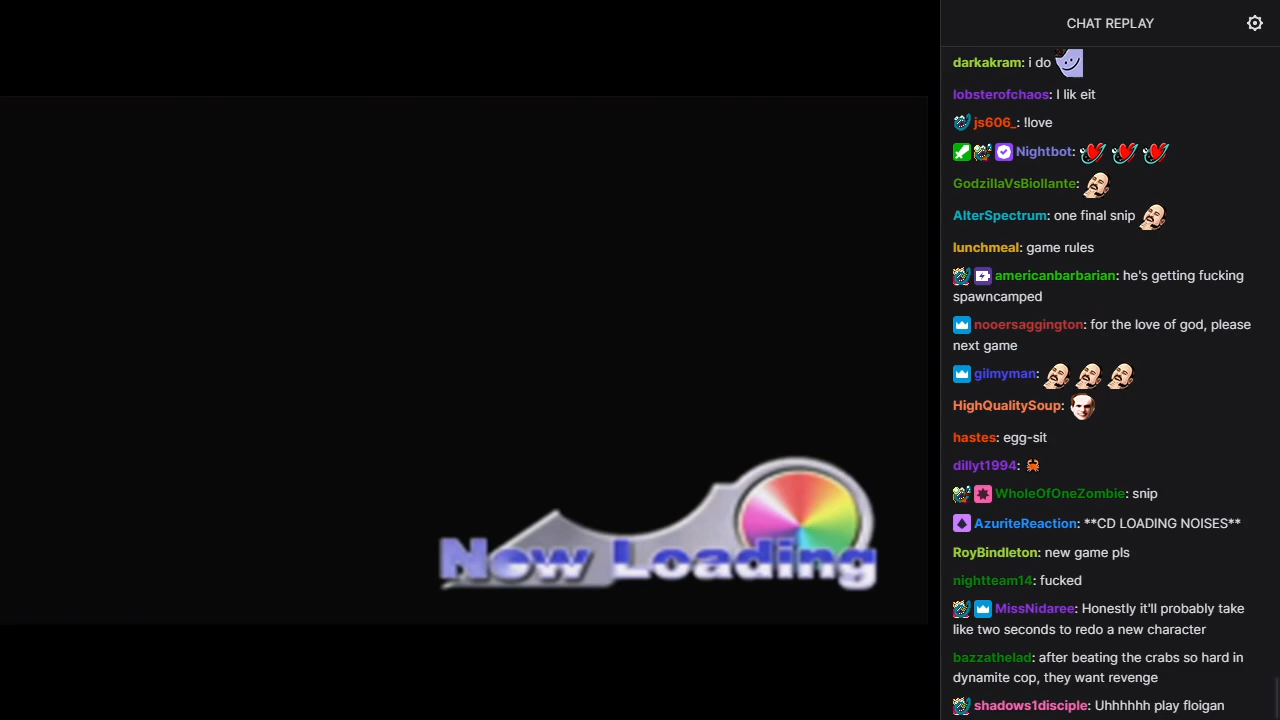 CHAT REPLAY
darkakram: i do
lobsterofchaos: I lik eit
js606_: !love
Nightbot:
GodzillaVsBiollante:
AlterSpectrum: one final snip
lunchmeal: game rules
americanbarbarian: he's getting fucking
spawncamped
nooersaggington: for the love of god, please
next game
gilmyman:
HighQualitySoup:
hastes: egg-sit
dillyt1994:
WholeOfOneZombie: snip
AzuriteReaction: **CD LOADING NOISES**
RoyBindleton: new game pls
nightteam14: fucked
MissNidaree: Honestly it'll probably take
like two seconds to redo a new character
bazzathelad: after beating the crabs so hard in
dynamite cop, they want revenge
shadows1disciple: Uhhhhhh play floigan
Now Loading